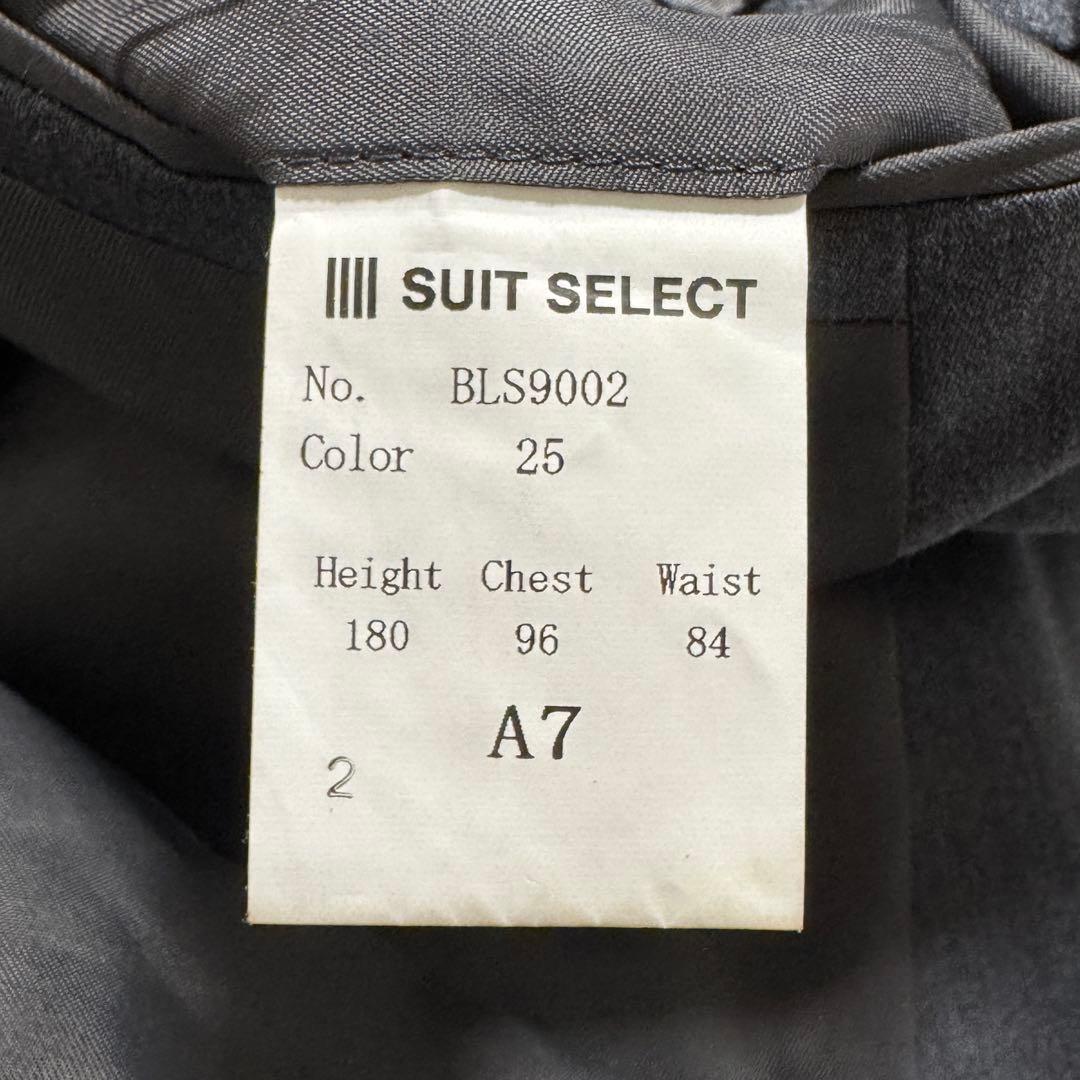 SUIT SELECT
No. BLS9002
Color 25
Height Chest Waist
180 96 84
A7
2